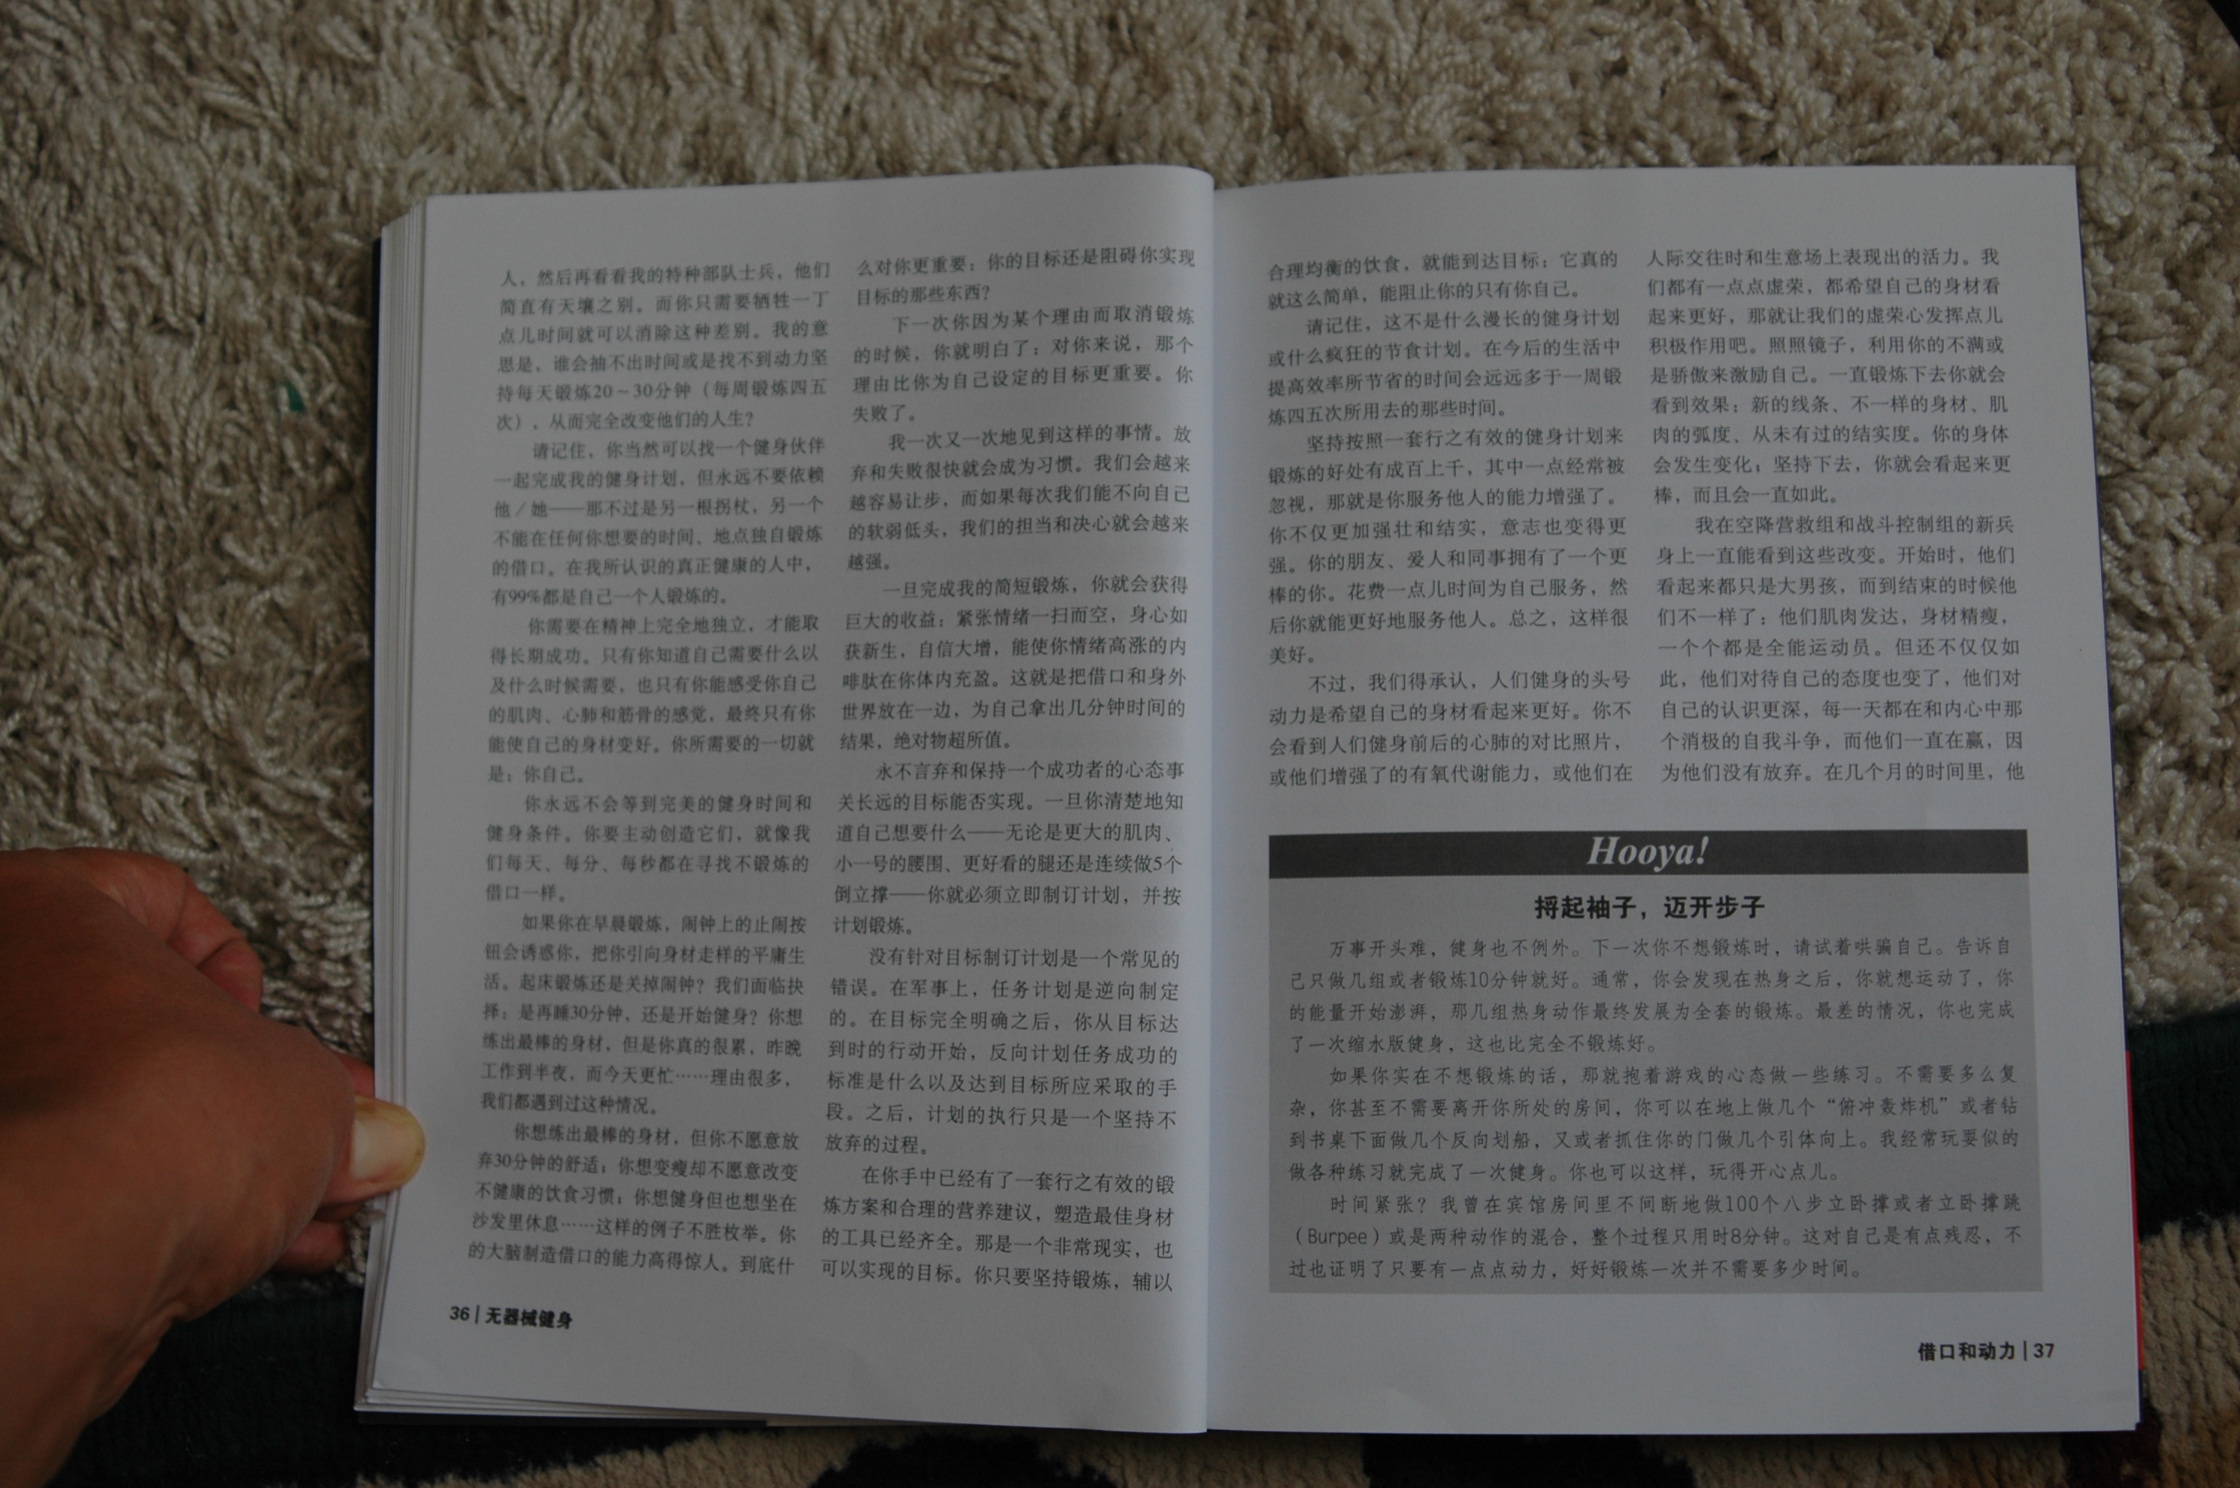 人，然后再看看我的特种部队士兵，他们
简直有天壤之别。而你只需要牺牲一丁
点儿时间就可以消除这种差别。我的意
思是，谁会抽不出时间或是找不到动力坚
持每天锻炼20～30分钟（每周锻炼四五
次），从而完全改变他们的人生？
请记住，你当然可以找一个健身伙伴
一起完成我的健身计划，但永远不要依赖
他／她——那不过是另一根拐杖，另一个
不能在任何你想要的时间、地点独自锻炼
的借口。在我所认识的真正健康的人中，
有99%都是自己一个人锻炼的。
你需要在精神上完全地独立，才能取
得长期成功。只有你知道自己需要什么以
及什么时候需要，也只有你能感受你自己
的肌肉、心肺和筋骨的感觉，最终只有你
能使自己的身材变好。你所需要的一切就
是：你自己。
你永远不会等到完美的健身时间和
健身条件。你要主动创造它们，就像我
们每天、每分、每秒都在寻找不锻炼的
借口一样。
如果你在早晨锻炼，闹钟上的止闹按
钮会诱惑你，把你引向身材走样的平庸生
活。起床锻炼还是关掉闹钟？我们面临抉
择：是再睡30分钟，还是开始健身？你想
练出最棒的身材，但是你真的很累，昨晚
工作到半夜，而今天更忙……理由很多，
我们都遇到过这种情况。
你想练出最棒的身材，但你不愿意放
弃30分钟的舒适；你想变瘦却不愿意改变
不健康的饮食习惯；你想健身但也想坐在
沙发里休息……这样的例子不胜枚举。你
的大脑制造借口的能力高得惊人。到底什
么对你更重要：你的目标还是阻碍你实现
目标的那些东西？
下一次你因为某个理由而取消锻炼
的时候，你就明白了：对你来说，那个
理由比你为自己设定的目标更重要。你
失败了。
我一次又一次地见到这样的事情。放
弃和失败很快就会成为习惯。我们会越来
越容易让步，而如果每次我们能不向自己
的软弱低头，我们的担当和决心就会越来
越强。
一旦完成我的简短锻炼，你就会获得
巨大的收益：紧张情绪一扫而空，身心如
获新生，自信大增，能使你情绪高涨的内
啡肽在你体内充盈。这就是把借口和身外
世界放在一边，为自己拿出几分钟时间的
结果，绝对物超所值。
永不言弃和保持一个成功者的心态事
关长远的目标能否实现。一旦你清楚地知
道自己想要什么——无论是更大的肌肉、
小一号的腰围、更好看的腿还是连续做5个
倒立撑——你就必须立即制订计划，并按
计划锻炼。
没有针对目标制订计划是一个常见的
错误。在军事上，任务计划是逆向制定
的。在目标完全明确之后，你从目标达
到时的行动开始，反向计划任务成功的
标准是什么以及达到目标所应采取的手
段。之后，计划的执行只是一个坚持不
放弃的过程。
在你手中已经有了一套行之有效的锻
炼方案和合理的营养建议，塑造最佳身材
的工具已经齐全。那是一个非常现实，也
可以实现的目标。你只要坚持锻炼，辅以
36 | 无器械健身
合理均衡的饮食，就能到达目标：它真的
就这么简单，能阻止你的只有你自己。
请记住，这不是什么漫长的健身计划
或什么疯狂的节食计划。在今后的生活中
提高效率所节省的时间会远远多于一周锻
炼四五次所用去的那些时间。
坚持按照一套行之有效的健身计划来
锻炼的好处有成百上千，其中一点经常被
忽视，那就是你服务他人的能力增强了。
你不仅更加强壮和结实，意志也变得更
强。你的朋友、爱人和同事拥有了一个更
棒的你。花费一点儿时间为自己服务，然
后你就能更好地服务他人。总之，这样很
美好。
不过，我们得承认，人们健身的头号
动力是希望自己的身材看起来更好。你不
会看到人们健身前后的心肺的对比照片，
或他们增强了的有氧代谢能力，或他们在
人际交往时和生意场上表现出的活力。我
们都有一点点虚荣，都希望自己的身材看
起来更好，那就让我们的虚荣心发挥点儿
积极作用吧。照照镜子，利用你的不满或
是骄傲来激励自己。一直锻炼下去你就会
看到效果：新的线条、不一样的身材、肌
肉的弧度、从未有过的结实度。你的身体
会发生变化；坚持下去，你就会看起来更
棒，而且会一直如此。
我在空降营救组和战斗控制组的新兵
身上一直能看到这些改变。开始时，他们
看起来都只是大男孩，而到结束的时候他
们不一样了：他们肌肉发达，身材精瘦，
一个个都是全能运动员。但还不仅仅如
此，他们对待自己的态度也变了，他们对
自己的认识更深，每一天都在和内心中那
个消极的自我斗争，而他们一直在赢，因
为他们没有放弃。在几个月的时间里，他
Hooya!
捋起袖子，迈开步子
万事开头难，健身也不例外。下一次你不想锻炼时，请试着哄骗自己。告诉自
己只做几组或者锻炼10分钟就好。通常，你会发现在热身之后，你就想运动了，你
的能量开始澎湃，那几组热身动作最终发展为全套的锻炼。最差的情况，你也完成
了一次缩水版健身，这也比完全不锻炼好。
如果你实在不想锻炼的话，那就抱着游戏的心态做一些练习。不需要多么复
杂，你甚至不需要离开你所处的房间，你可以在地上做几个“俯冲轰炸机”或者钻
到书桌下面做几个反向划船，又或者抓住你的门做几个引体向上。我经常玩耍似的
做各种练习就完成了一次健身。你也可以这样，玩得开心点儿。
时间紧张？我曾在宾馆房间里不间断地做100个八步立卧撑或者立卧撑跳
（Burpee）或是两种动作的混合，整个过程只用时8分钟。这对自己是有点残忍，不
过也证明了只要有一点点动力，好好锻炼一次并不需要多少时间。
借口和动力 | 37